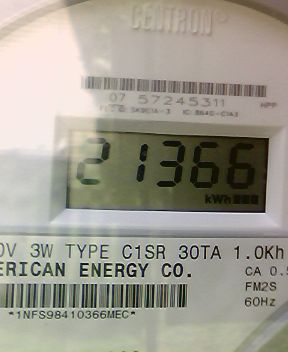 CENTRON
07 57245311 HPP
21366
kWh
0V 3W TYPE C1SR 30TA 1.0Kh
ERICAN ENERGY CO. CA 0.5
FM2S
*1NFS98410366MEC* 60Hz